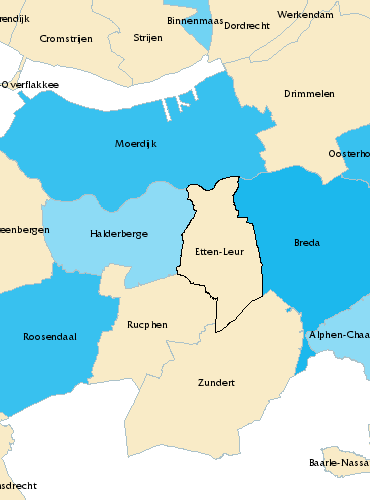 Werkendam
Binnenmaas
Dordrecht
rendijk
Cromstrijen
Strijen
-Overflakkee
Drimmelen
Moerdijk
Oosterho
eenbergen
Halderberge
Breda
Etten-Leur
Rucphen
Roosendaal
Alphen-Chaa
Zundert
Baarle-Nassa
nsdrecht